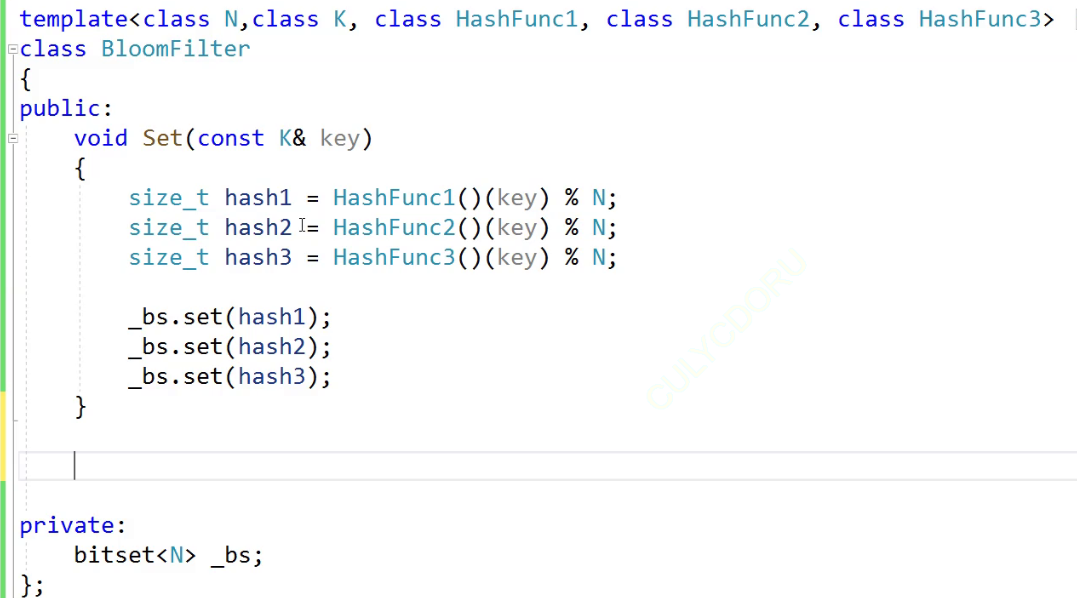 template<class N,class K, class HashFunc1, class HashFunc2, class HashFunc3>
class BloomFilter
{
public:
    void Set(const K& key)
    {
        size_t hash1 = HashFunc1()(key) % N;
        size_t hash2 = HashFunc2()(key) % N;
        size_t hash3 = HashFunc3()(key) % N;

        _bs.set(hash1);
        _bs.set(hash2);
        _bs.set(hash3);
    }

private:
    bitset<N> _bs;
};
CULYCDORU